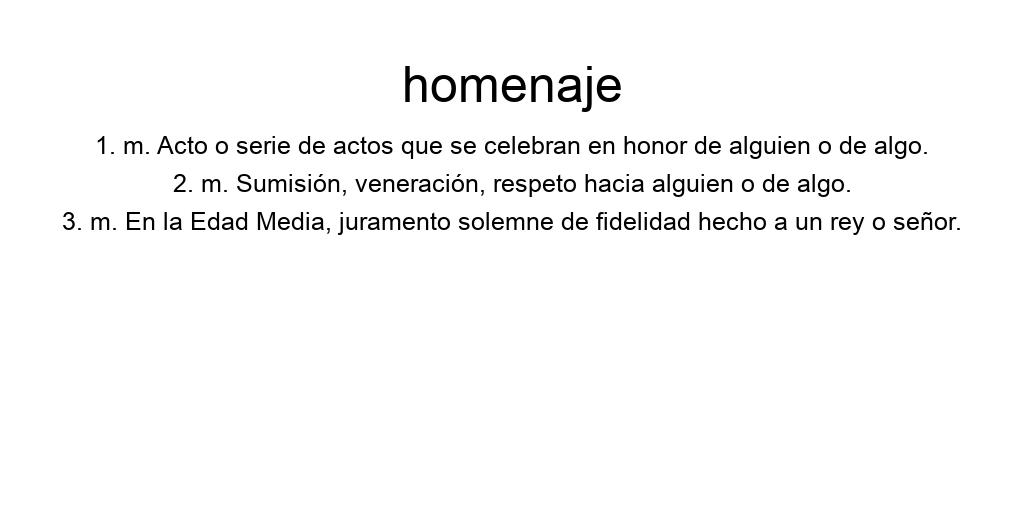 homenaje
1. m. Acto o serie de actos que se celebran en honor de alguien o de algo.
2. m. Sumisión, veneración, respeto hacia alguien o de algo.
3. m. En la Edad Media, juramento solemne de fidelidad hecho a un rey o señor.